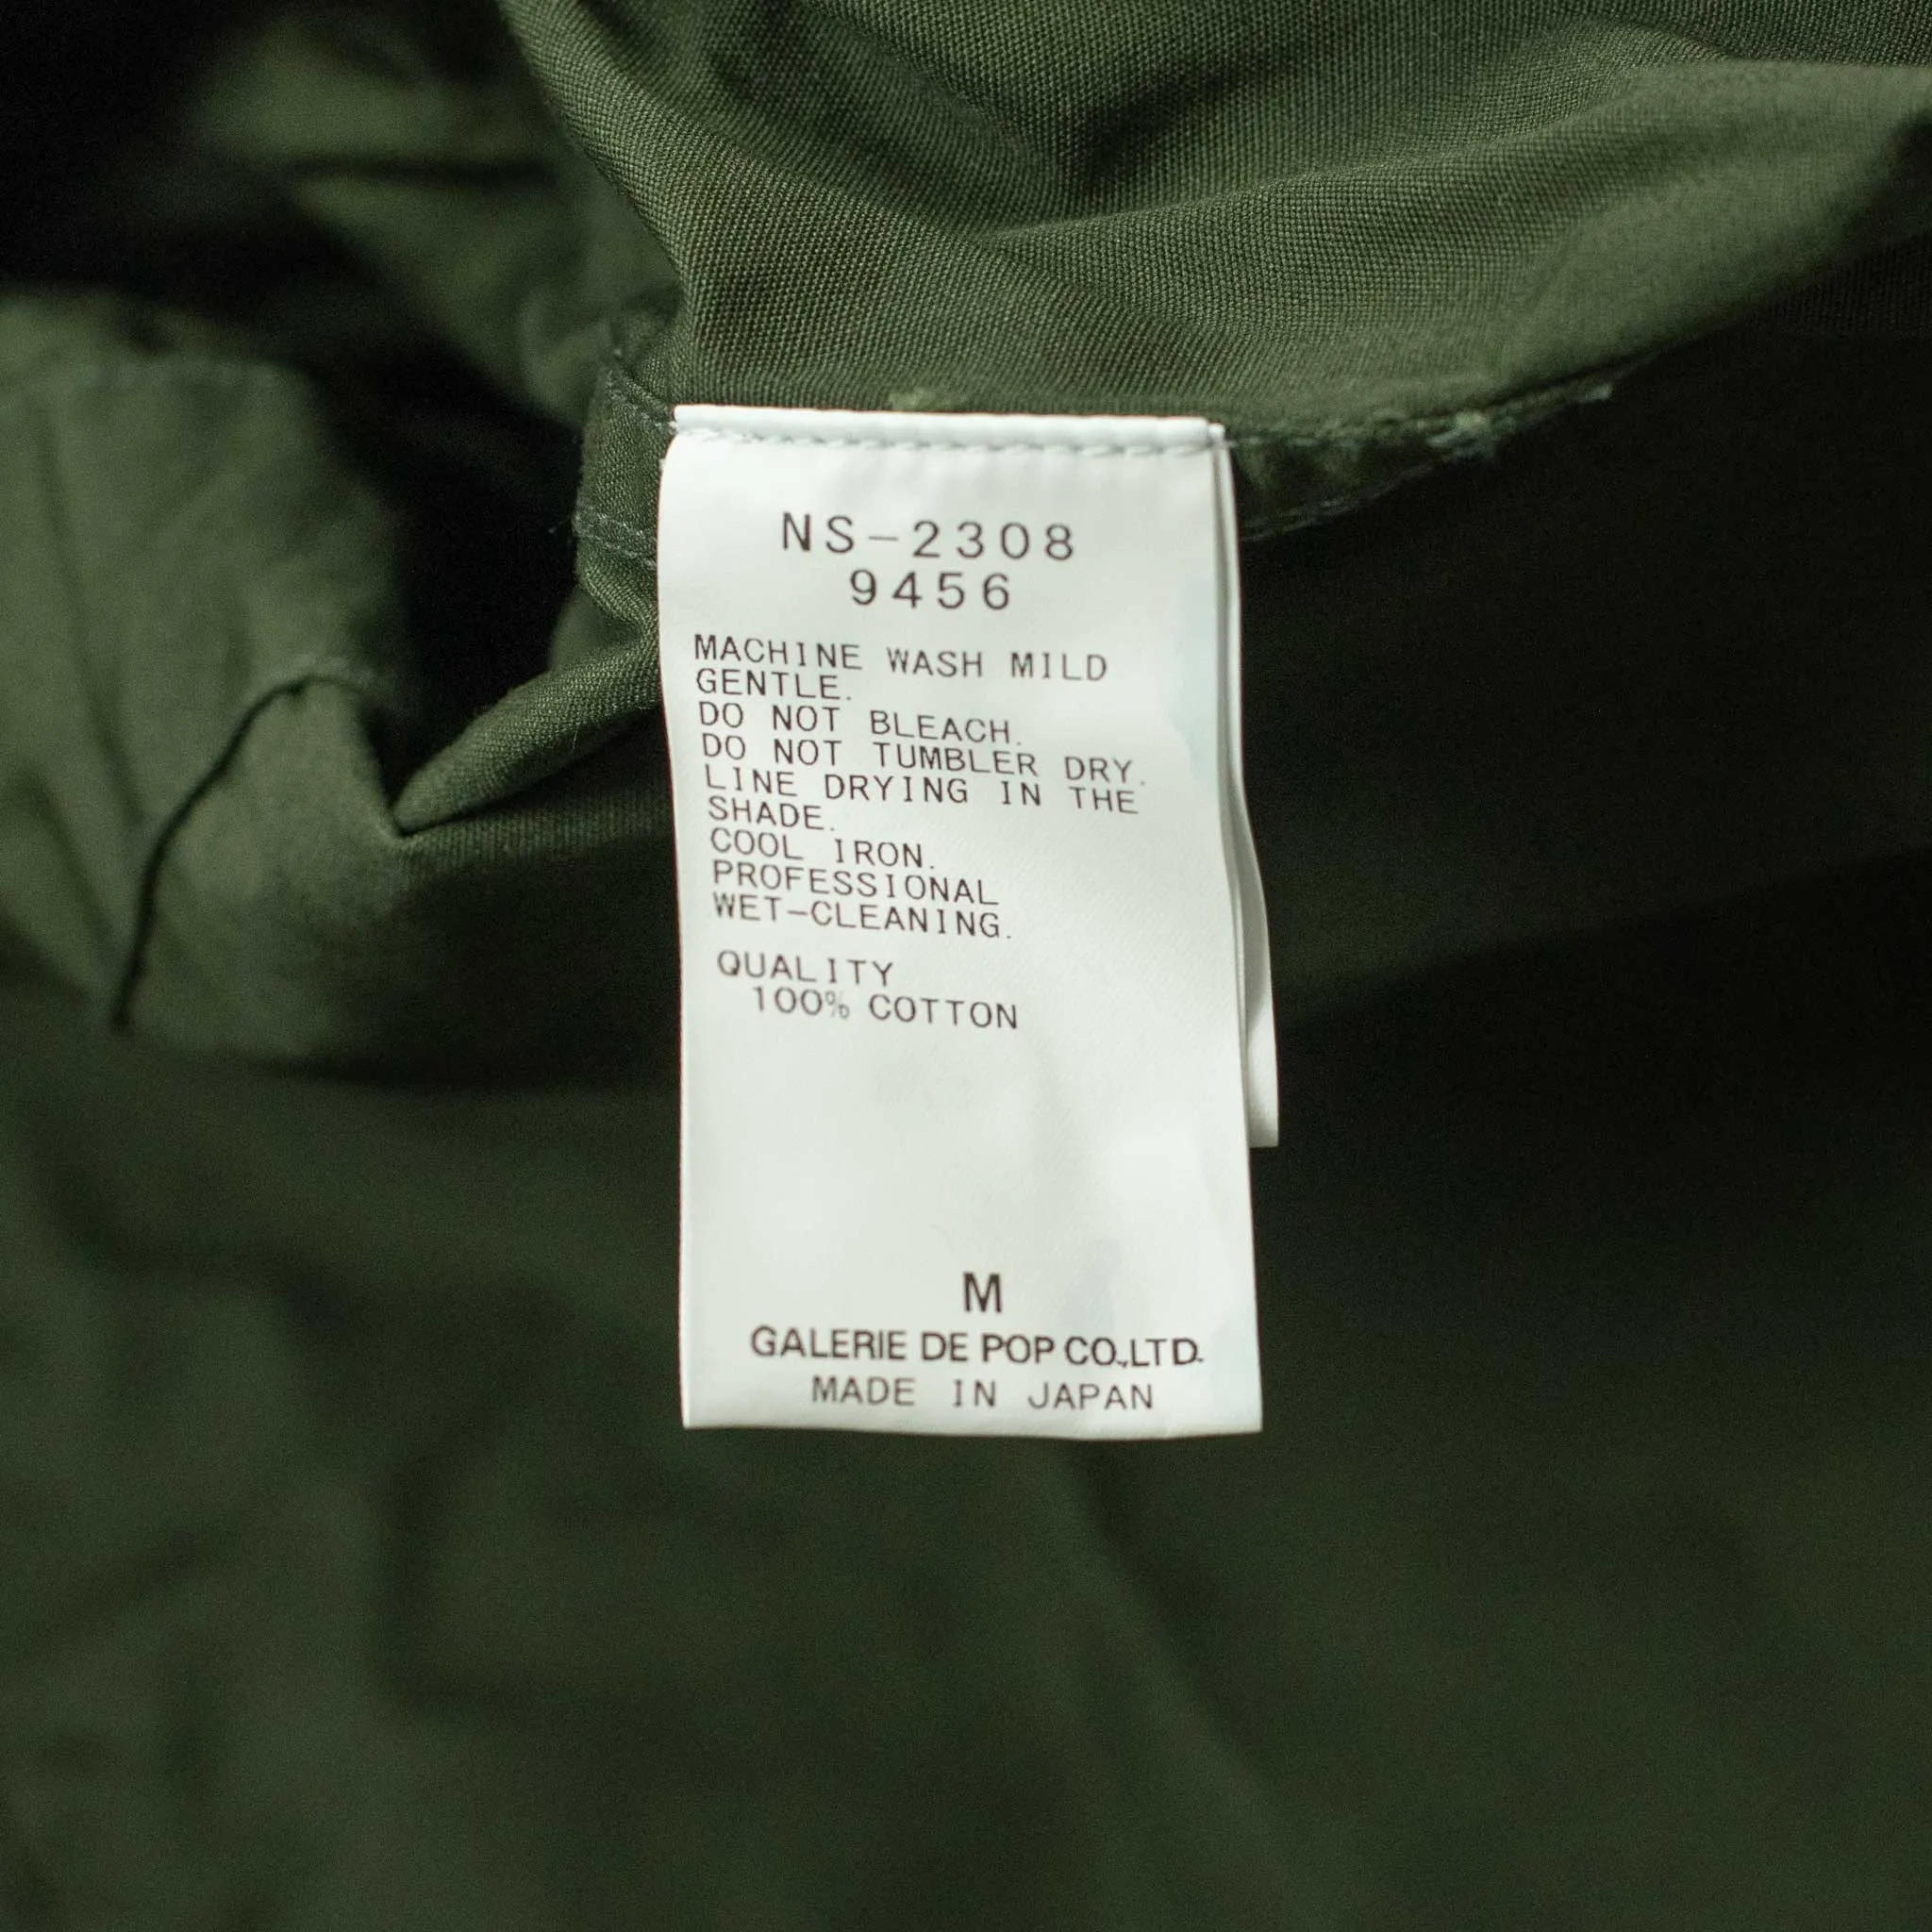 NS-2308
9456
MACHINE WASH MILD
GENTLE.
DO NOT BLEACH.
DO NOT TUMBLER DRY.
LINE DRYING IN THE
SHADE.
COOL IRON.
PROFESSIONAL
WET-CLEANING.
QUALITY
100% COTTON
M
GALERIE DE POP CO.,LTD.
MADE IN JAPAN